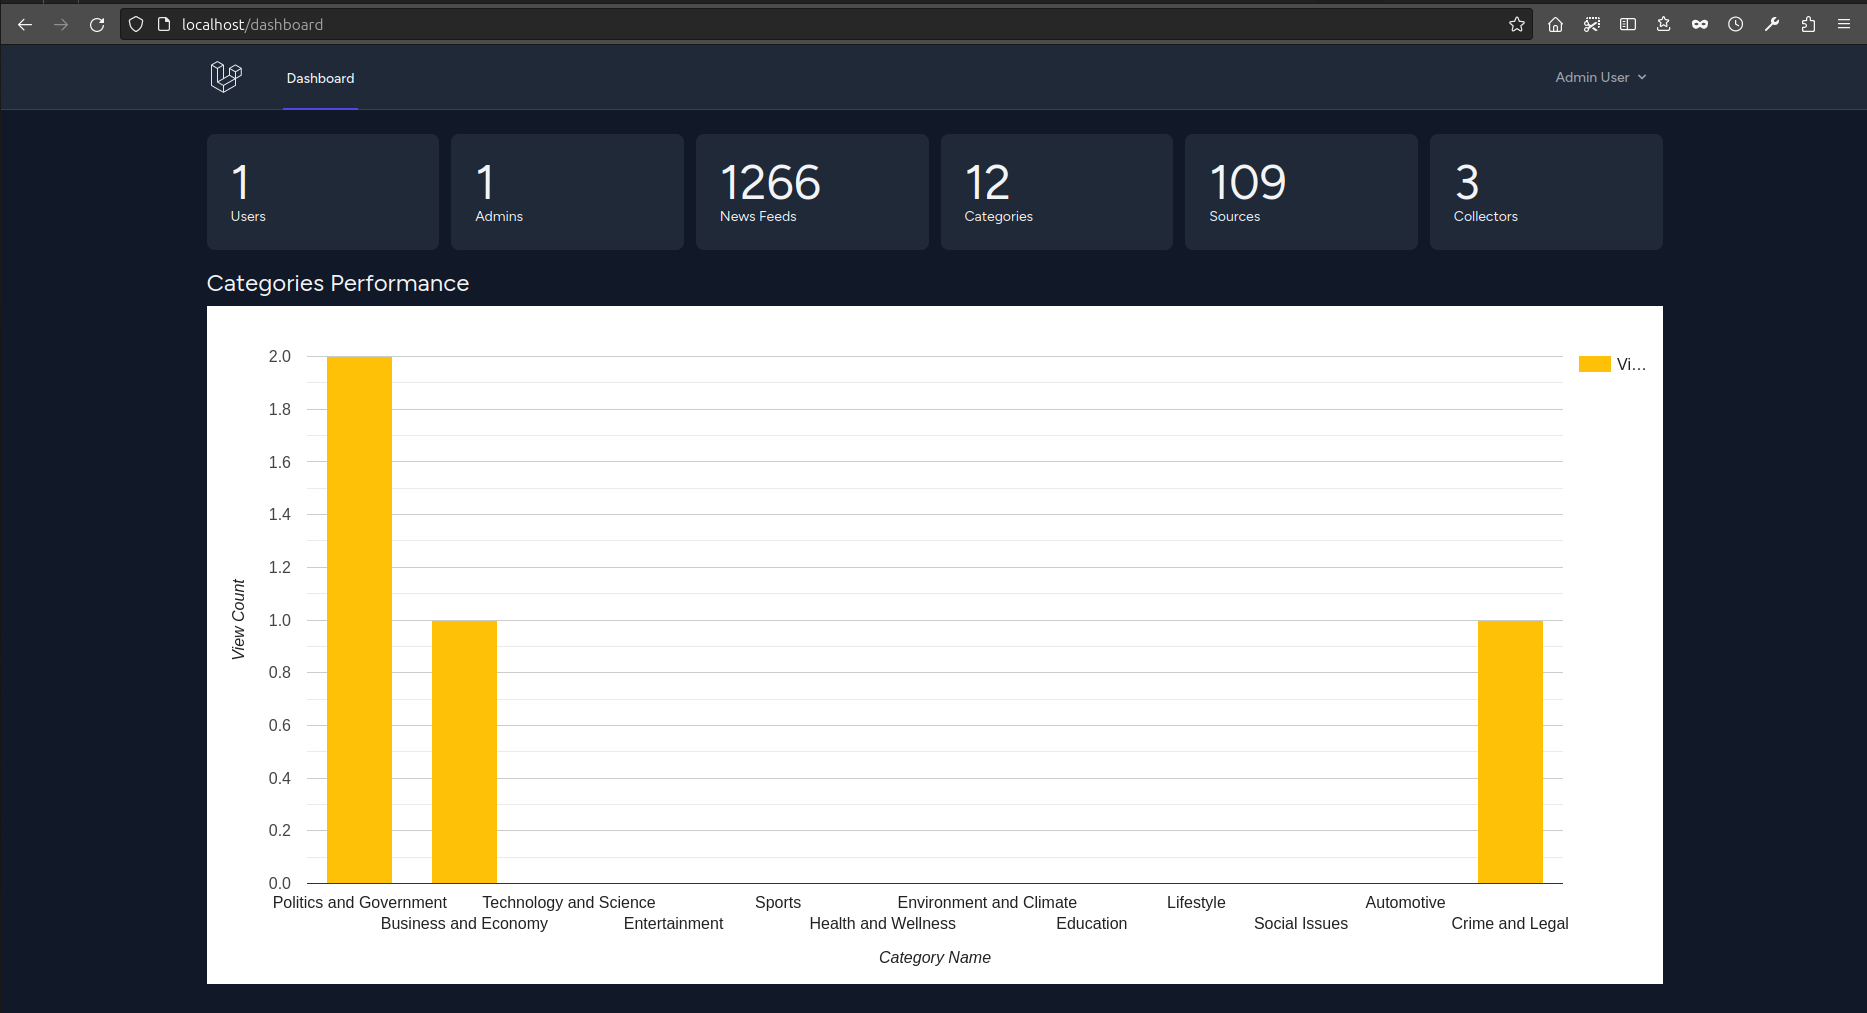 localhost/dashboard
Dashboard
Admin User
1
Users
1
Admins
1266
News Feeds
12
Categories
109
Sources
3
Collectors
Categories Performance
2.0
1.8
1.6
1.4
1.2
1.0
0.8
0.6
0.4
0.2
0.0
View Count
Vi...
Politics and Government
Business and Economy
Technology and Science
Entertainment
Sports
Health and Wellness
Environment and Climate
Education
Lifestyle
Social Issues
Automotive
Crime and Legal
Category Name